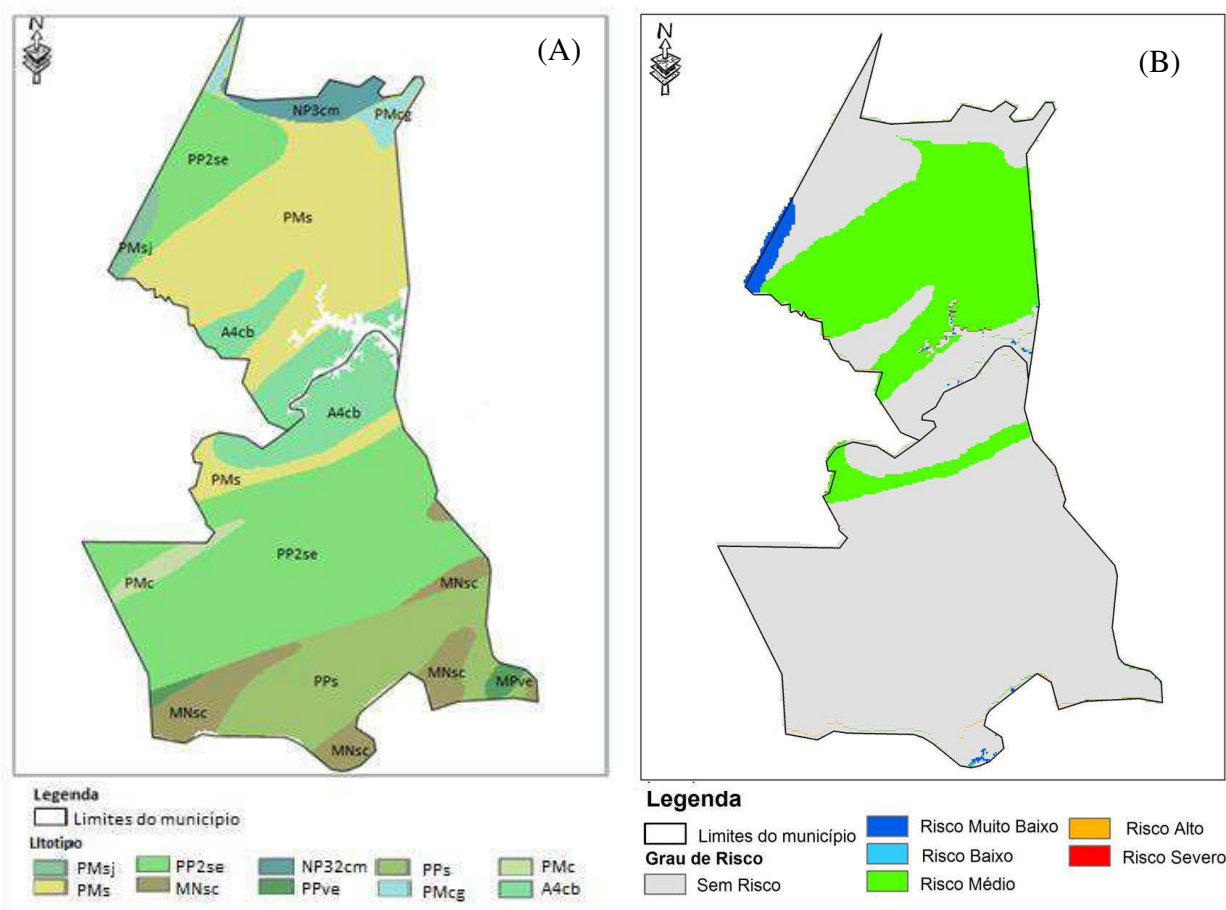 N
(A)
NP3cm
PMcg
PP2se
PMs
PMsj
A4cb
A4cb
PMs
PP2se
PMc
MNsc
PPs
MNsc
MPve
MNsc
MNsc
Legenda
Limites do município
LItotipo
PMsj
PP2se
NP32cm
PPs
PMc
PMs
MNsc
PPve
PMcg
A4cb
N
(B)
Legenda
Limites do município
Grau de Risco
Sem Risco
Risco Muito Baixo
Risco Baixo
Risco Médio
Risco Alto
Risco Severo